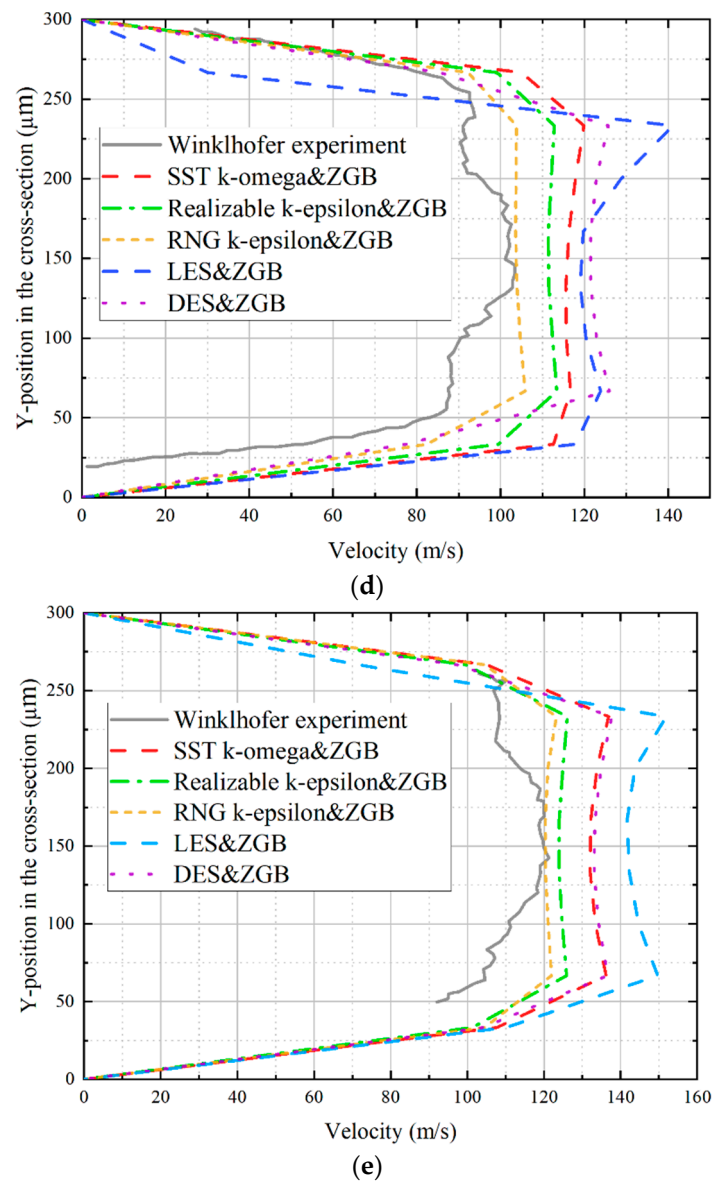 300
250
200
150
100
50
0
Y-position in the cross-section (μm)
Winklhofer experiment
SST k-omega&ZGB
Realizable k-epsilon&ZGB
RNG k-epsilon&ZGB
LES&ZGB
DES&ZGB
0 20 40 60 80 100 120 140
Velocity (m/s)
(d)
300
250
200
150
100
50
0
Y-position in the cross-section (μm)
Winklhofer experiment
SST k-omega&ZGB
Realizable k-epsilon&ZGB
RNG k-epsilon&ZGB
LES&ZGB
DES&ZGB
0 20 40 60 80 100 120 140 160
Velocity (m/s)
(e)